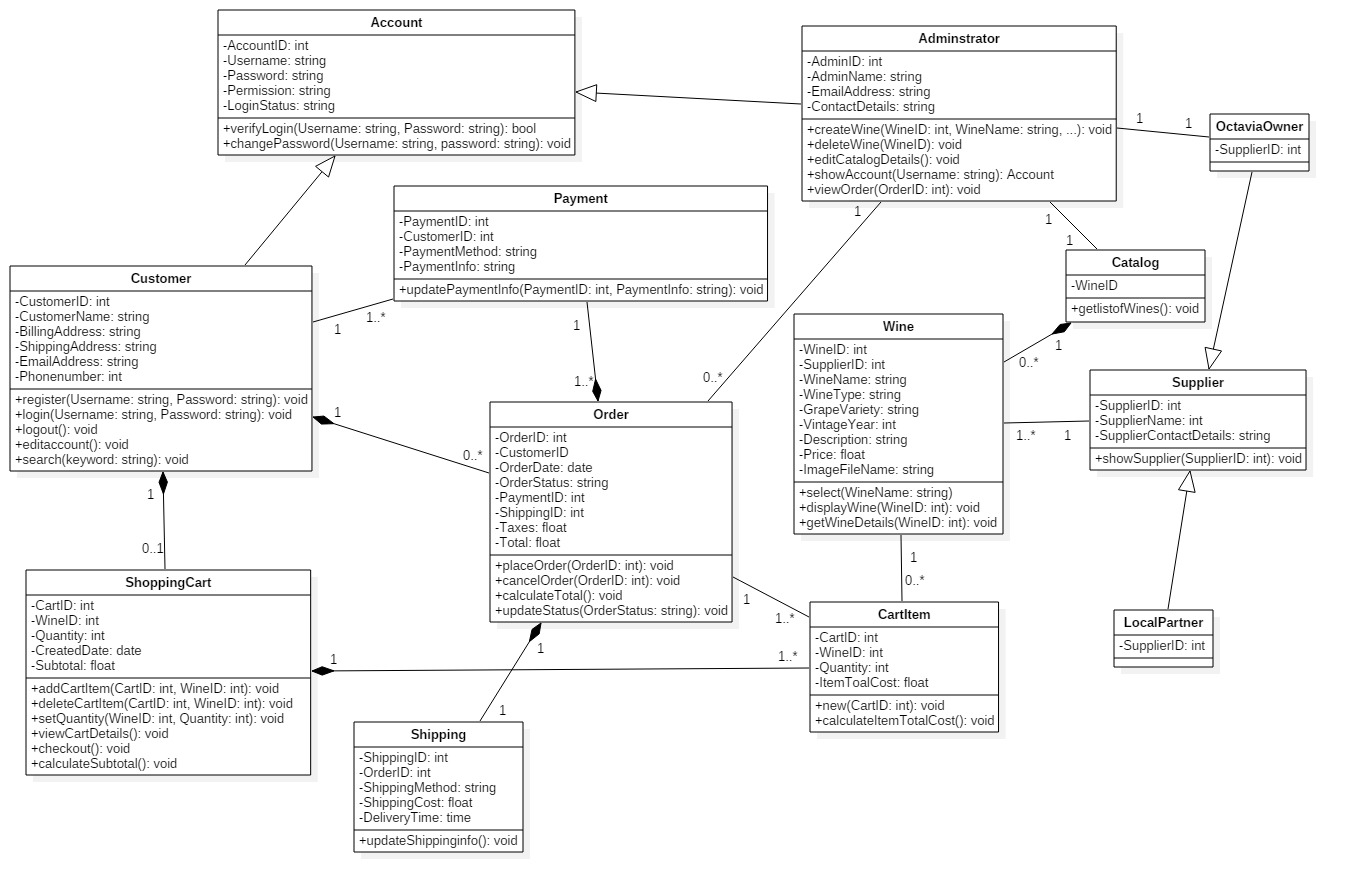 Account
-AccountID: int
-Username: string
-Password: string
-Permission: string
-LoginStatus: string
+verifyLogin(Username: string, Password: string): bool
+changePassword(Username: string, password: string): void
Adminstrator
-AdminID: int
-AdminName: string
-EmailAddress: string
-ContactDetails: string
+createWine(WineID: int, WineName: string, ...): void
+deleteWine(WineID): void
+editCatalogDetails(): void
+showAccount(Username: string): Account
+viewOrder(OrderID: int): void
1
1
OctaviaOwner
-SupplierID: int
Payment
-PaymentID: int
-CustomerID: int
-PaymentMethod: string
-PaymentInfo: string
+updatePaymentInfo(PaymentID: int, PaymentInfo: string): void
1
0..*
1
1
Catalog
-WineID
+getlistofWines(): void
Customer
-CustomerID: int
-CustomerName: string
-BillingAddress: string
-ShippingAddress: string
-EmailAddress: string
-Phonenumber: int
+register(Username: string, Password: string): void
+login(Username: string, Password: string): void
+logout(): void
+editaccount(): void
+search(keyword: string): void
1
1..*
1
1..*
1
0..*
1
0..1
Wine
-WineID: int
-SupplierID: int
-WineName: string
-WineType: string
-GrapeVariety: string
-VintageYear: int
-Description: string
-Price: float
-ImageFileName: string
+select(WineName: string)
+displayWine(WineID: int): void
+getWineDetails(WineID: int): void
1
0..*
1..*
1
Supplier
-SupplierID: int
-SupplierName: int
-SupplierContactDetails: string
+showSupplier(SupplierID: int): void
Order
-OrderID: int
-CustomerID
-OrderDate: date
-OrderStatus: string
-PaymentID: int
-ShippingID: int
-Taxes: float
-Total: float
+placeOrder(OrderID: int): void
+cancelOrder(OrderID: int): void
+calculateTotal(): void
+updateStatus(OrderStatus: string): void
1
1..*
1
0..*
ShoppingCart
-CartID: int
-WineID: int
-Quantity: int
-CreatedDate: date
-Subtotal: float
+addCartItem(CartID: int, WineID: int): void
+deleteCartItem(CartID: int, WineID: int): void
+setQuantity(WineID: int, Quantity: int): void
+viewCartDetails(): void
+checkout(): void
+calculateSubtotal(): void
1
1..*
CartItem
-CartID: int
-WineID: int
-Quantity: int
-ItemToalCost: float
+new(CartID: int): void
+calculateItemTotalCost(): void
LocalPartner
-SupplierID: int
1
1
Shipping
-ShippingID: int
-OrderID: int
-ShippingMethod: string
-ShippingCost: float
-DeliveryTime: time
+updateShippinginfo(): void